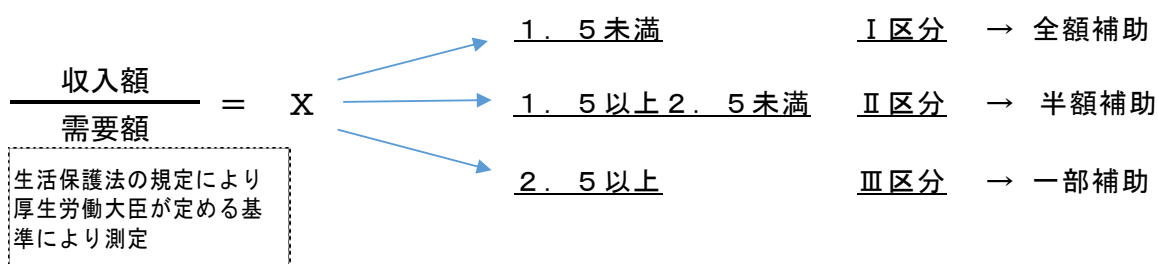 １．５未満　Ⅰ区分　→　全額補助
収入額
需要額
＝　X
１．５以上２．５未満　Ⅱ区分　→　半額補助
２．５以上　Ⅲ区分　→　一部補助
生活保護法の規定により
厚生労働大臣が定める基
準により測定